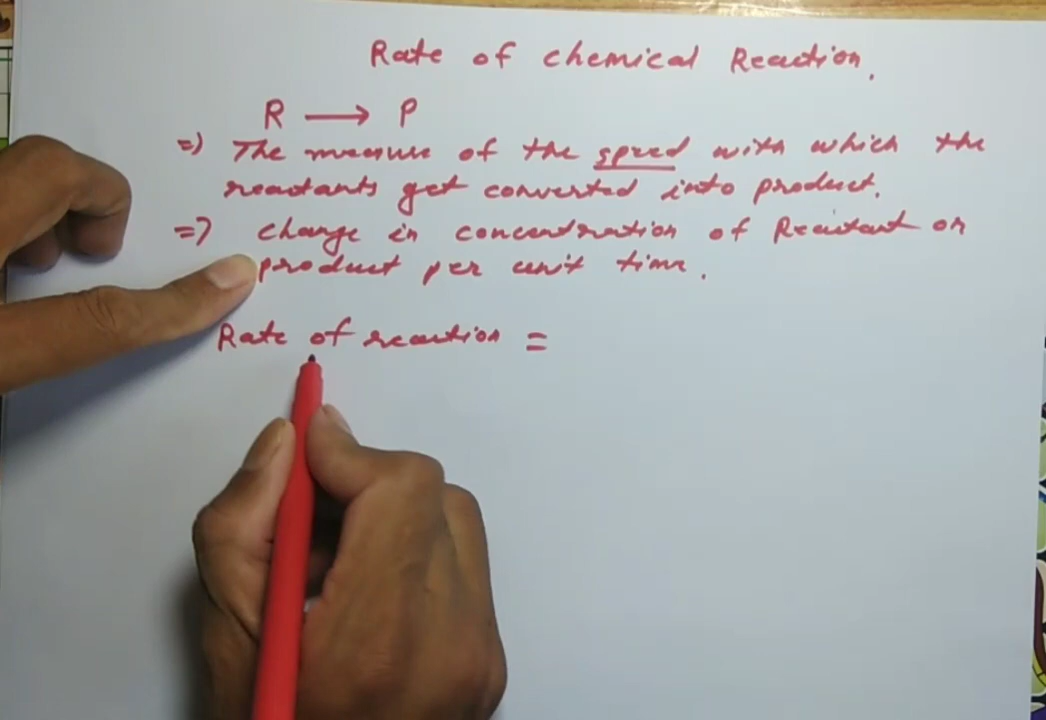 Rate of chemical Reaction.
R → P
=) The measure of the speed with which the
reactants get converted into product.
=) change in concentration of Reactant or
product per unit time.
Rate of reaction =